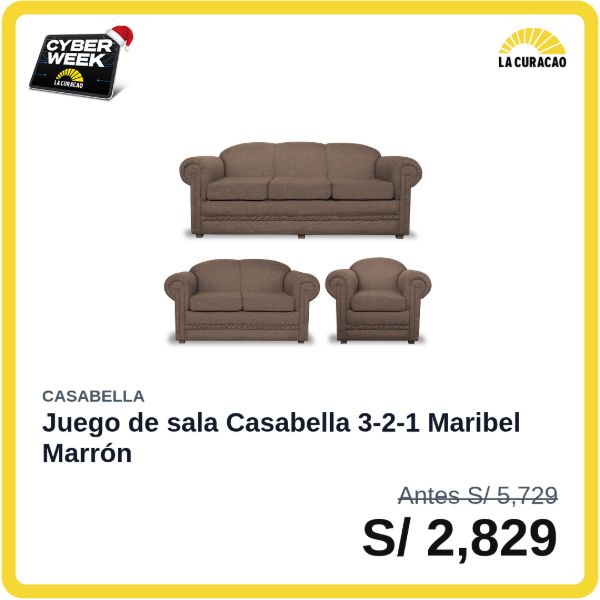 CYBER
WEEK
LA CURACAO
LA CURACAO
CASABELLA
Juego de sala Casabella 3-2-1 Maribel
Marrón
Antes S/ 5,729
S/ 2,829